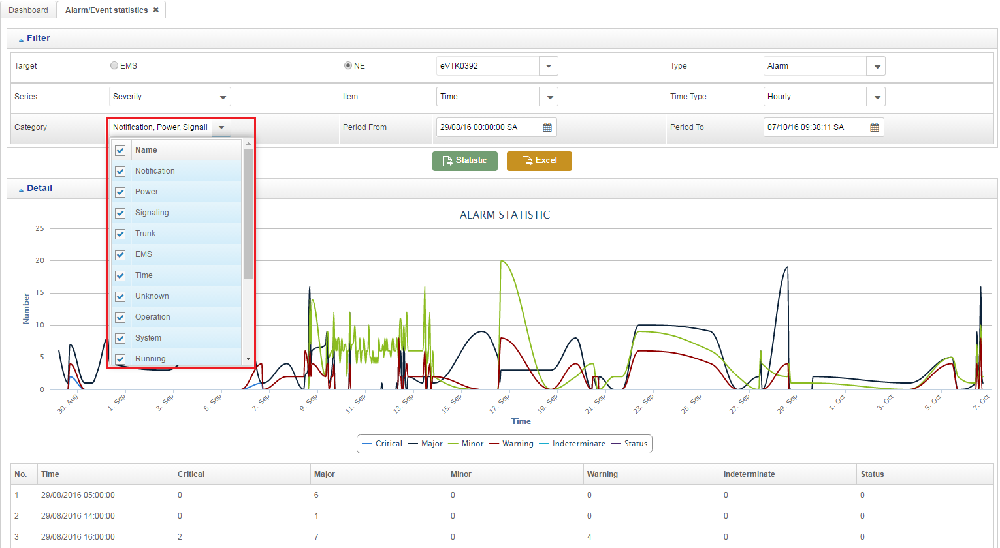 Dashboard Alarm/Event statistics ✖
Filter
Target EMS NE eVTK0392 Type Alarm
Series Severity Item Time Time Type Hourly
Category Notification, Power, Signalin Period From 29/08/16 00:00:00 SA Period To 07/10/16 09:38:11 SA
Name
Notification
Power
Signaling
Trunk
EMS
Time
Unknown
Operation
System
Running
Statistic Excel
Detail
ALARM STATISTIC
Number
25
20
15
10
5
0
30. Aug 1. Sep 3. Sep 5. Sep 7. Sep 9. Sep 11. Sep 13. Sep 15. Sep 17. Sep 19. Sep 21. Sep 23. Sep 25. Sep 27. Sep 29. Sep 1. Oct 3. Oct 5. Oct 7. Oct
Time
Critical Major Minor Warning Indeterminate Status
No. Time Critical Major Minor Warning Indeterminate Status
1 29/08/2016 05:00:00 0 6 0 0 0 0
2 29/08/2016 14:00:00 0 1 0 0 0 0
3 29/08/2016 16:00:00 2 7 0 4 0 0